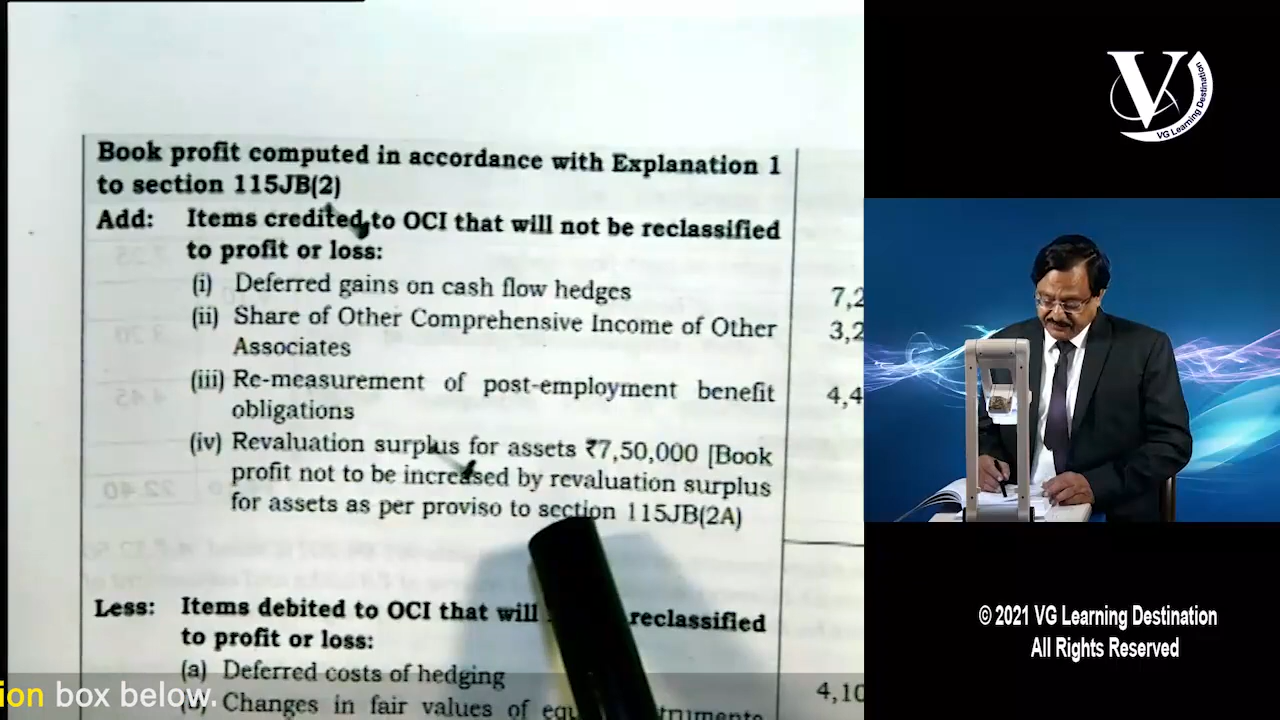 Book profit computed in accordance with Explanation 1
to section 115JB(2)
Add: Items credited to OCI that will not be reclassified
to profit or loss:
(i) Deferred gains on cash flow hedges 7,2
(ii) Share of Other Comprehensive Income of Other 3,2
Associates
(iii) Re-measurement of post-employment benefit 4,4
obligations
(iv) Revaluation surplus for assets ₹7,50,000 [Book
profit not to be increased by revaluation surplus
for assets as per proviso to section 115JB(2A)
Less: Items debited to OCI that will reclassified
to profit or loss:
(a) Deferred costs of hedging 4,10
Changes in fair values of
ion box below.
V
VG Learning Destination
© 2021 VG Learning Destination
All Rights Reserved